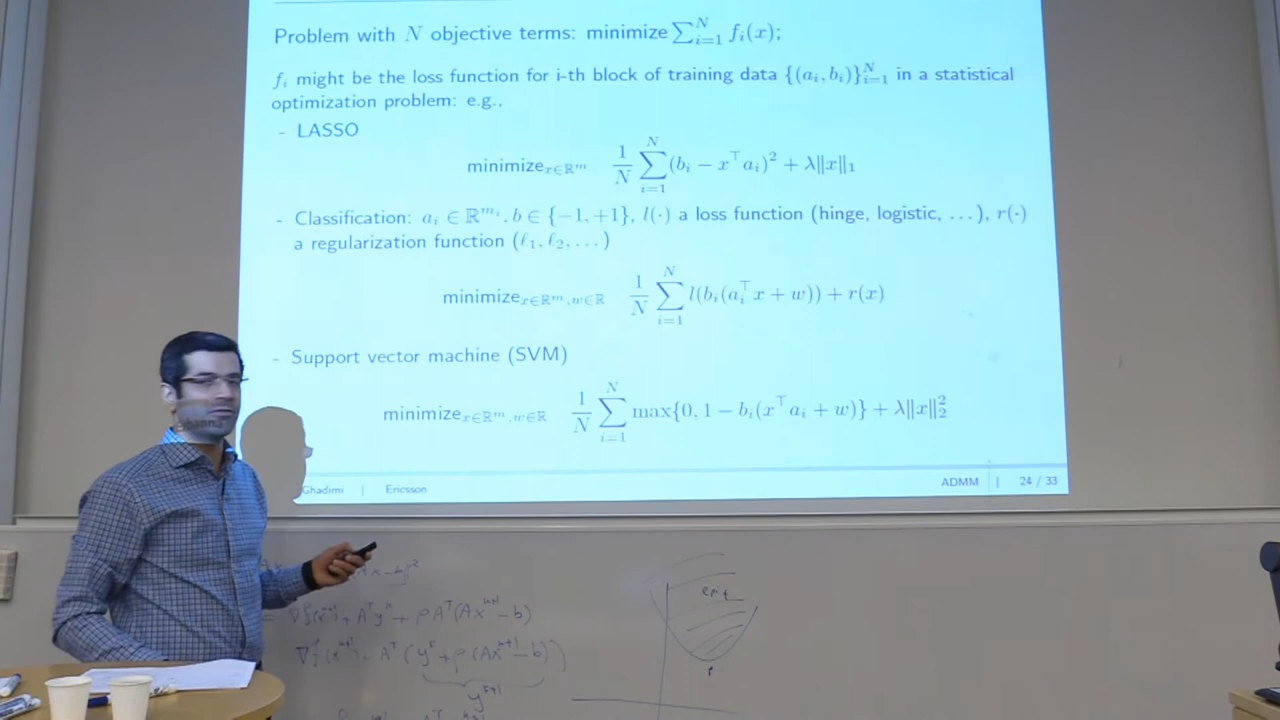 Problem with N objective terms: minimize ∑_{i=1}^{N} f_i(x);
f_i might be the loss function for i-th block of training data {(a_i, b_i)}_{i=1}^{N} in a statistical
optimization problem: e.g.,
- LASSO
minimize_{x∈ℝ^m} 1/N ∑_{i=1}^{N} (b_i − x^⊤a_i)^2 + λ‖x‖_1
- Classification: a_i ∈ ℝ^{m_i}, b ∈ {−1, +1}, l(·) a loss function (hinge, logistic, ...), r(·)
a regularization function (ℓ_1, ℓ_2, ...)
minimize_{x∈ℝ^m, w∈ℝ} 1/N ∑_{i=1}^{N} l(b_i(a_i^⊤x + w)) + r(x)
- Support vector machine (SVM)
minimize_{x∈ℝ^m, w∈ℝ} 1/N ∑_{i=1}^{N} max{0, 1 − b_i(x^⊤a_i + w)} + λ‖x‖_2^2
Ghadimi | Ericsson ADMM | 24 / 33
epi f
+ A^T y^k + ρA^T(Ax^{k+1} − b)
A^T(y^k + ρ(Ax^{k+1} − b))
y^{k+1}